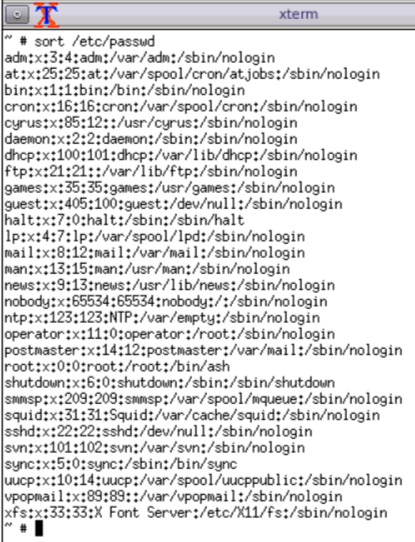 xterm
~ # sort /etc/passwd
adm:x:3:4:adm:/var/adm:/sbin/nologin
at:x:25:25:at:/var/spool/cron/atjobs:/sbin/nologin
bin:x:1:1:bin:/bin:/sbin/nologin
cron:x:16:16:cron:/var/spool/cron:/sbin/nologin
cyrus:x:85:12::/usr/cyrus:/sbin/nologin
daemon:x:2:2:daemon:/sbin:/sbin/nologin
dhcp:x:100:101:dhcp:/var/lib/dhcp:/sbin/nologin
ftp:x:21:21::/var/lib/ftp:/sbin/nologin
games:x:35:35:games:/usr/games:/sbin/nologin
guest:x:405:100:guest:/dev/null:/sbin/nologin
halt:x:7:0:halt:/sbin:/sbin/halt
lp:x:4:7:lp:/var/spool/lpd:/sbin/nologin
mail:x:8:12:mail:/var/mail:/sbin/nologin
man:x:13:15:man:/usr/man:/sbin/nologin
news:x:9:13:news:/usr/lib/news:/sbin/nologin
nobody:x:65534:65534:nobody:/:/sbin/nologin
ntp:x:123:123:NTP:/var/empty:/sbin/nologin
operator:x:11:0:operator:/root:/sbin/nologin
postmaster:x:14:12:postmaster:/var/mail:/sbin/nologin
root:x:0:0:root:/root:/bin/ash
shutdown:x:6:0:shutdown:/sbin:/sbin/shutdown
smmsp:x:209:209:smmsp:/var/spool/mqueue:/sbin/nologin
squid:x:31:31:Squid:/var/cache/squid:/sbin/nologin
sshd:x:22:22:sshd:/dev/null:/sbin/nologin
svn:x:101:102:svn:/var/svn:/sbin/nologin
sync:x:5:0:sync:/sbin:/bin/sync
uucp:x:10:14:uucp:/var/spool/uucppublic:/sbin/nologin
vpopmail:x:89:89::/var/vpopmail:/sbin/nologin
xfs:x:33:33:X Font Server:/etc/X11/fs:/sbin/nologin
~ #